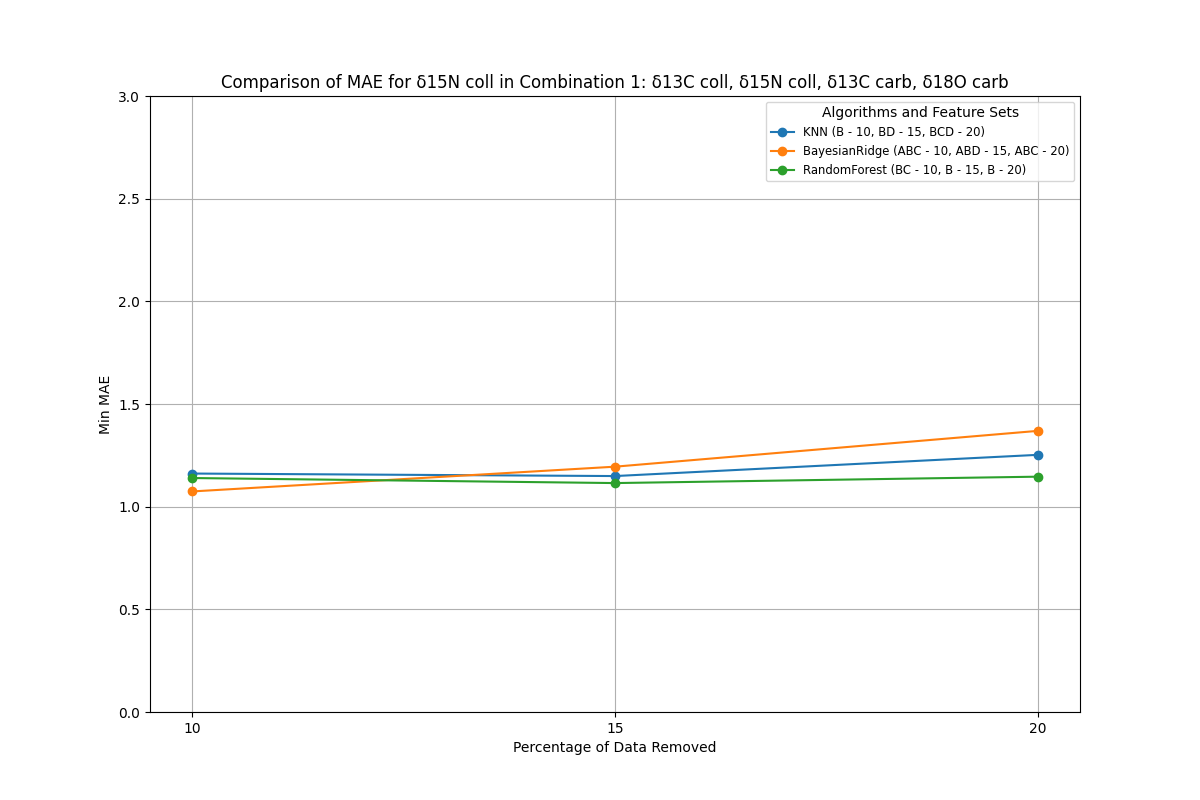 Comparison of MAE for δ15N coll in Combination 1: δ13C coll, δ15N coll, δ13C carb, δ18O carb
3.0
2.5
2.0
1.5
1.0
0.5
0.0
Min MAE
Algorithms and Feature Sets
KNN (B - 10, BD - 15, BCD - 20)
BayesianRidge (ABC - 10, ABD - 15, ABC - 20)
RandomForest (BC - 10, B - 15, B - 20)
10 15 20
Percentage of Data Removed